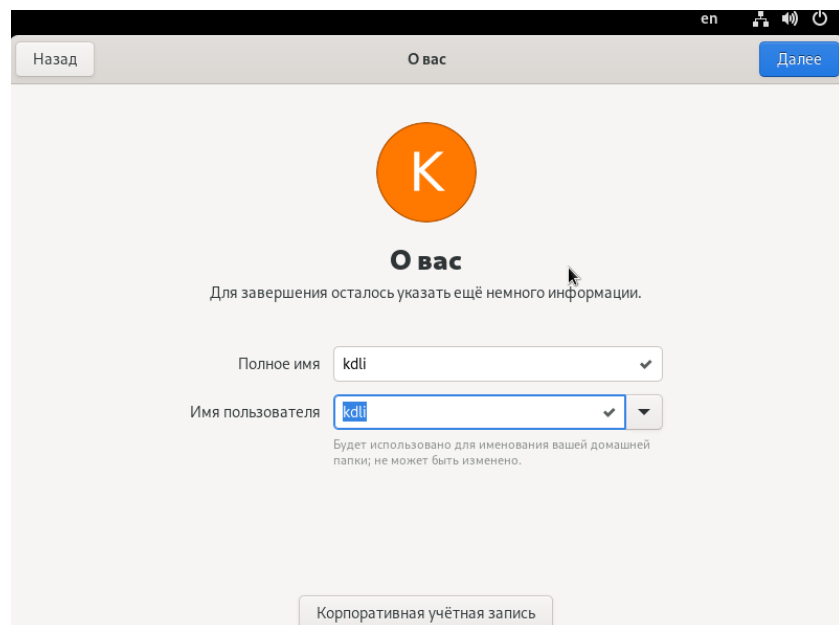 en
Назад
О вас
Далее
K
О вас
Для завершения осталось указать ещё немного информации.
Полное имя kdli
Имя пользователя kdli
Будет использовано для именования вашей домашней
папки; не может быть изменено.
Корпоративная учётная запись